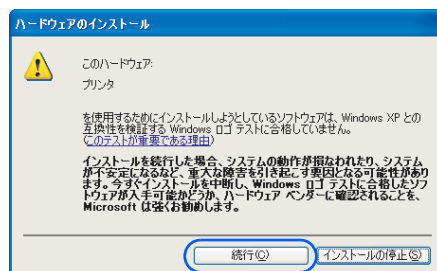 ハードウェアのインストール
このハードウェア:
プリンタ
を使用するためにインストールしようとしているソフトウェアは、Windows XP との
互換性を検証する Windows ロゴ テストに合格していません。
(このテストが重要である理由)
インストールを続行した場合、システムの動作が損なわれたり、システム
が不安定になるなど、重大な障害を引き起こす要因となる可能性があり
ます。今すぐインストールを中断し、Windows ロゴ テストに合格したソフ
トウェアが入手可能かどうか、ハードウェア ベンダーに確認されることを、
Microsoft は強くお勧めします。
続行(C)
インストールの停止(S)